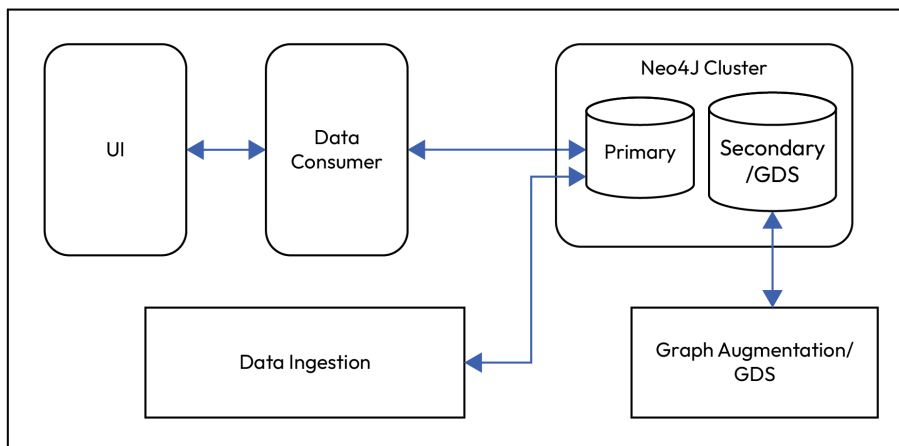 UI
Data
Consumer
Neo4J Cluster
Primary
Secondary
/GDS
Data Ingestion
Graph Augmentation/
GDS